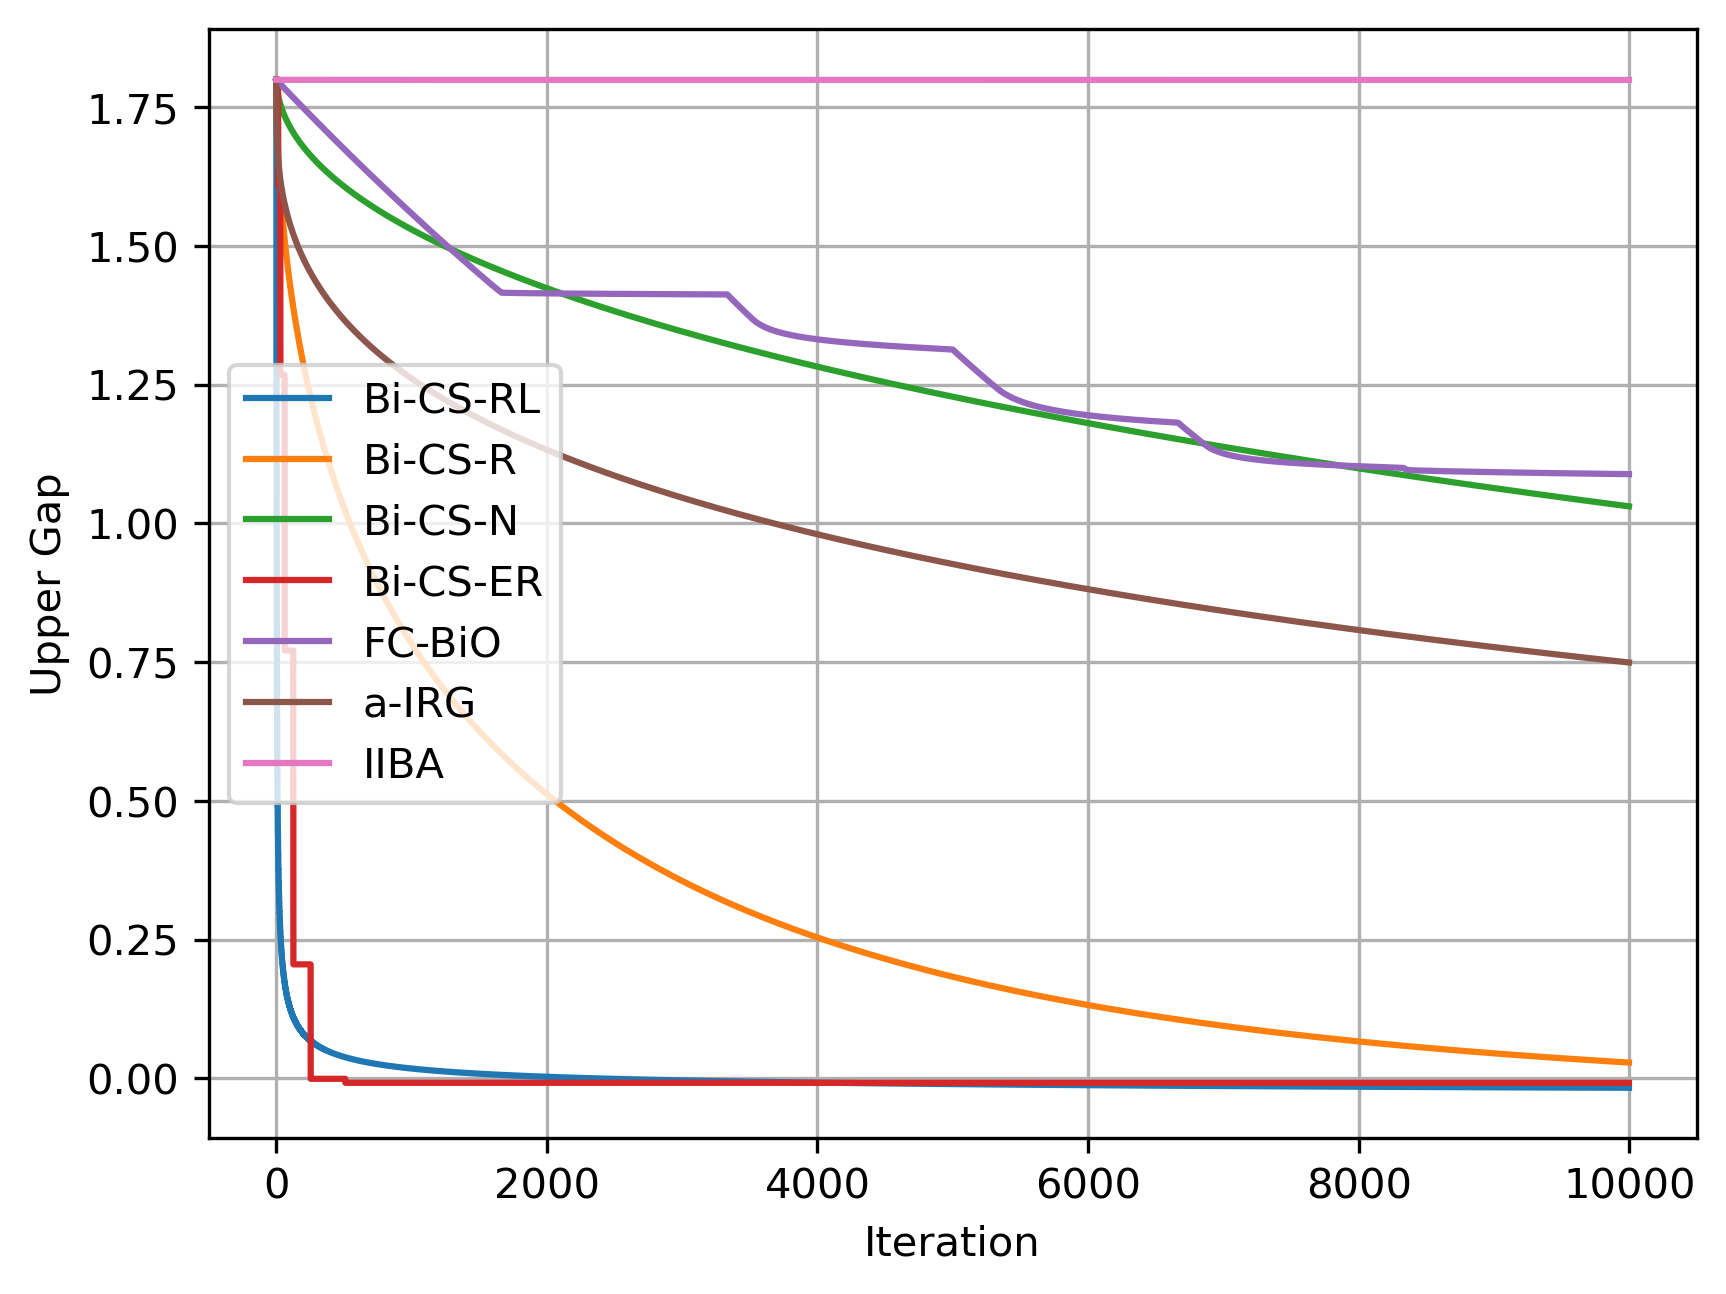 Upper Gap
1.75
1.50
1.25
1.00
0.75
0.50
0.25
0.00
Bi-CS-RL
Bi-CS-R
Bi-CS-N
Bi-CS-ER
FC-BiO
a-IRG
IIBA
0 2000 4000 6000 8000 10000
Iteration